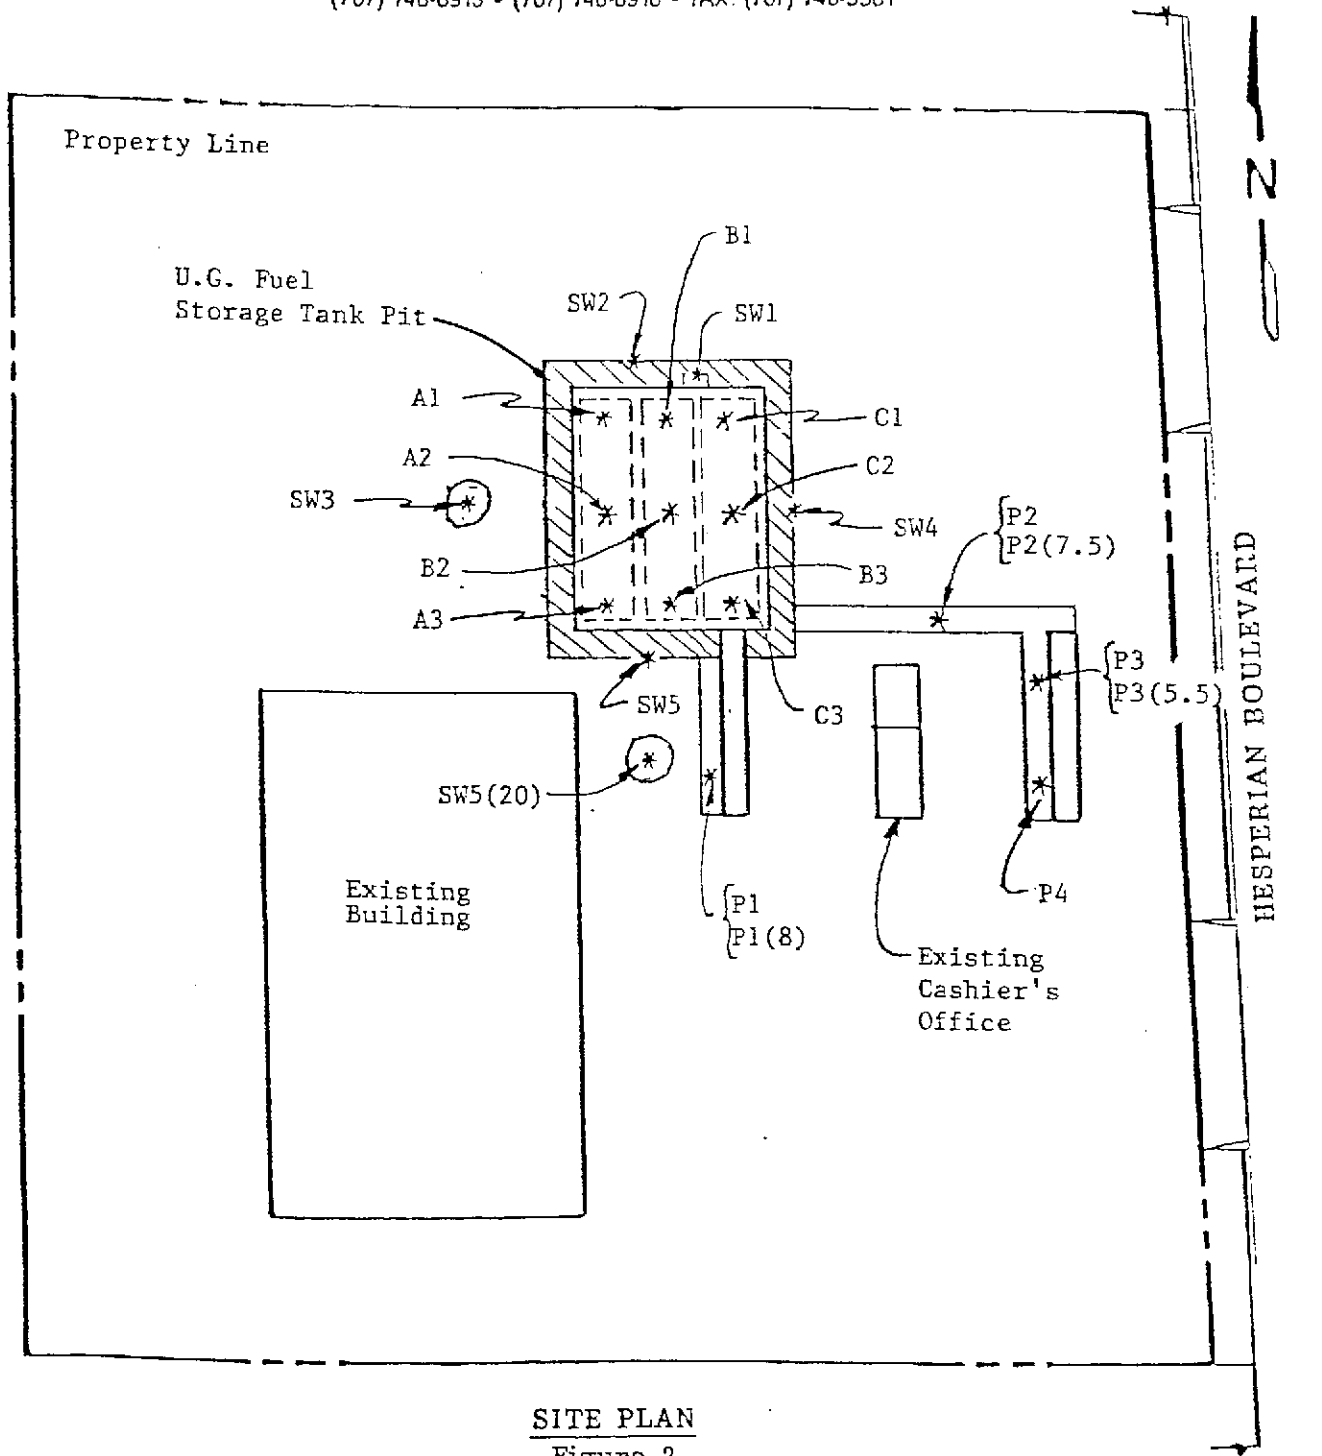 Property Line
B1
U.G. Fuel
Storage Tank Pit
SW2
SW1
A1
C1
A2
C2
SW3
SW4
P2
P2(7.5)
B2
B3
A3
P3
P3(5.5)
SW5
C3
SW5(20)
P4
Existing
Building
P1
P1(8)
Existing
Cashier's
Office
N
HESPERIAN BOULEVARD
SITE PLAN